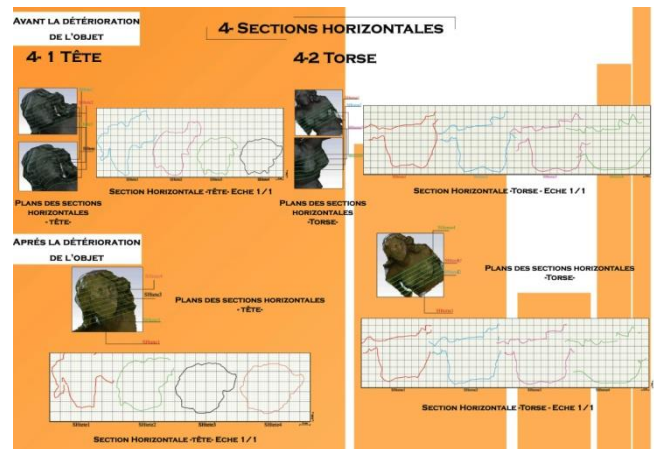 AVANT LA DÉTÉRIORATION
DE L'OBJET
4- SECTIONS HORIZONTALES
4- 1 TÊTE
4-2 TORSE
SECTION HORIZONTALE -TÊTE- ECHE 1/1
SECTION HORIZONTALE -TORSE - ECHE 1/1
PLANS DES SECTIONS
HORIZONTALES
- TÊTE-
PLANS DES SECTIONS
HORIZONTALES
-TORSE-
APRÉS LA DÉTÉRIORATION
DE L'OBJET
PLANS DES SECTIONS HORIZONTALES
- TÊTE-
PLANS DES SECTIONS HORIZONTALES
-TORSE-
SECTION HORIZONTALE -TÊTE- ECHE 1/1
SECTION HORIZONTALE -TORSE - ECHE 1/1